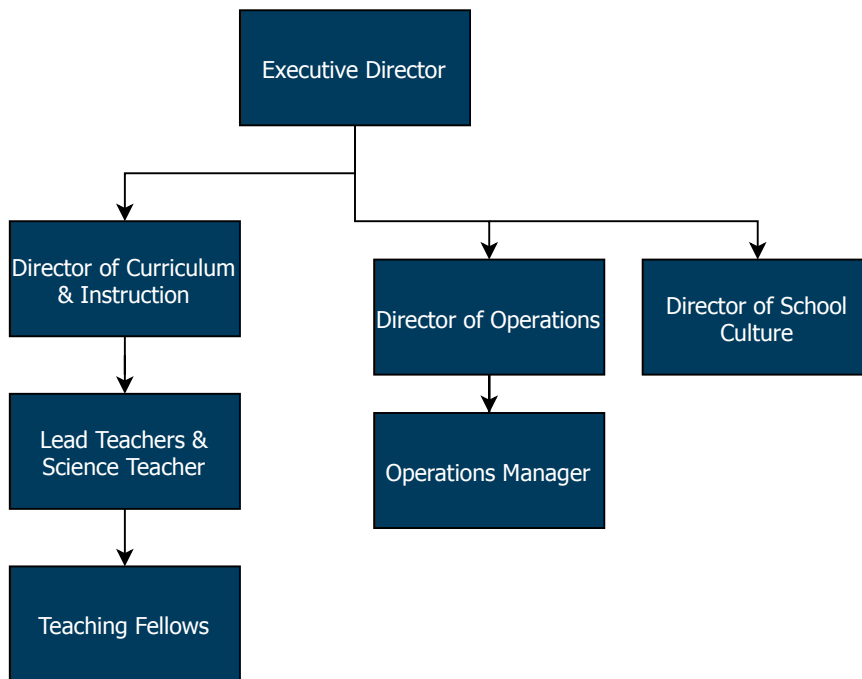 Executive Director
Director of Curriculum
& Instruction
Director of Operations
Director of School
Culture
Lead Teachers &
Science Teacher
Operations Manager
Teaching Fellows